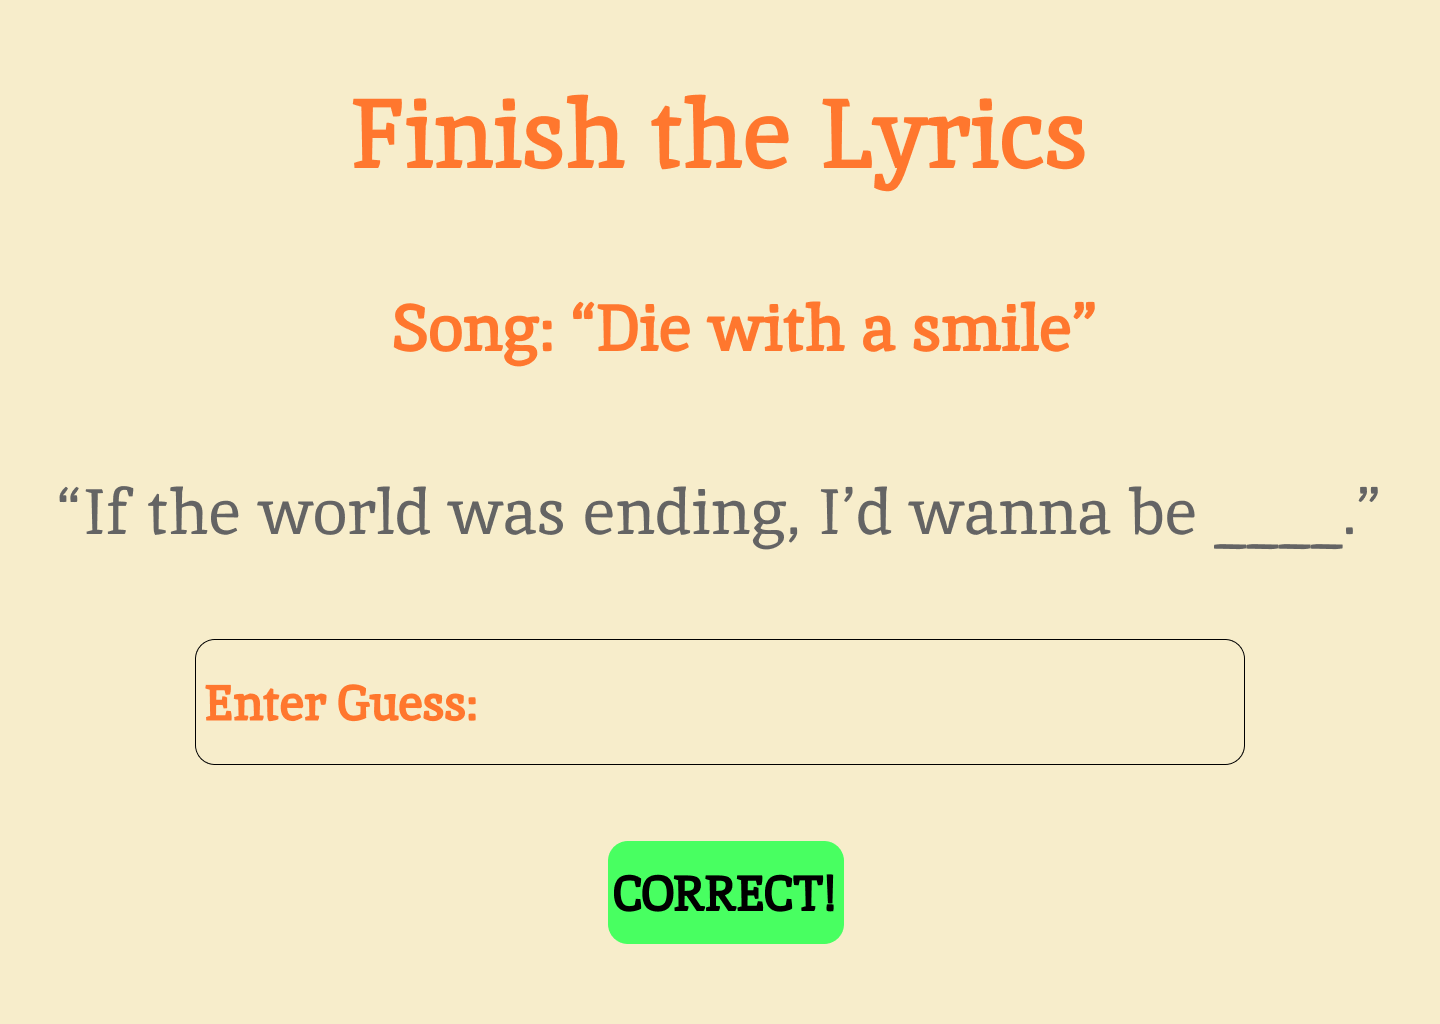 Finish the Lyrics
Song: “Die with a smile”
“If the world was ending, I’d wanna be ____.”
Enter Guess:
CORRECT!